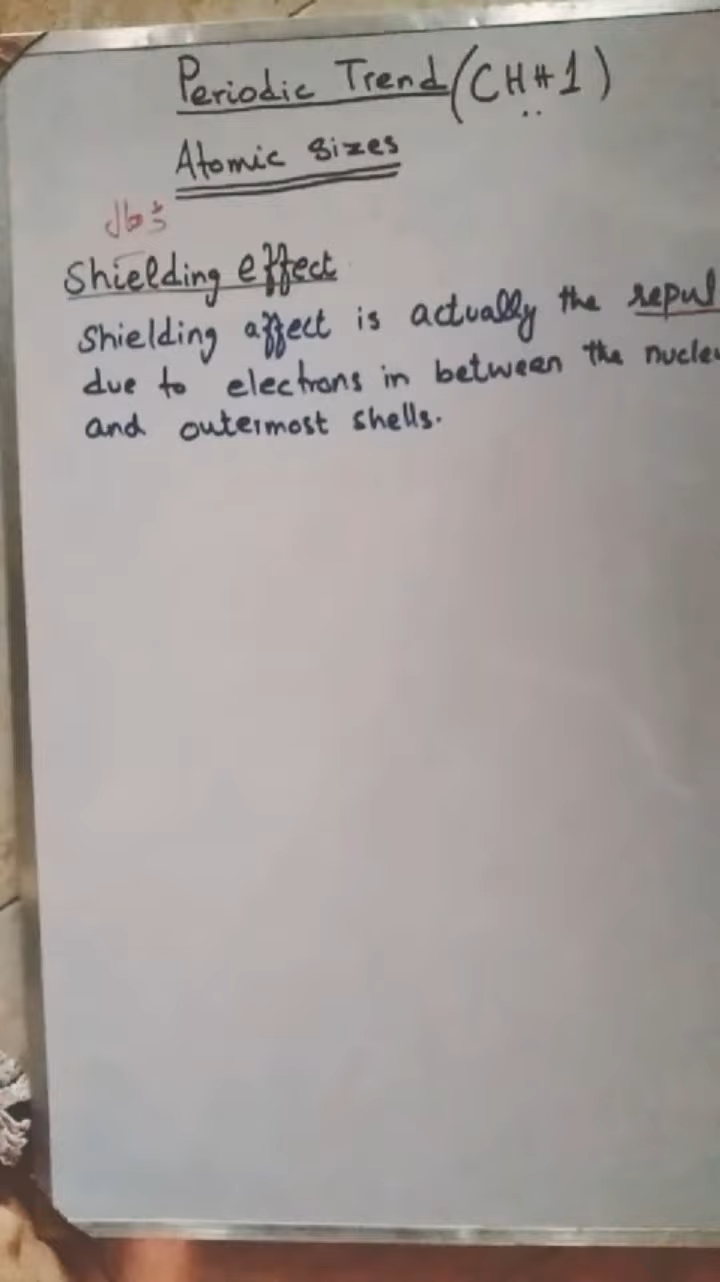 Periodic Trend (CH#1)
Atomic sizes
Shielding effect
Shielding affect is actually the repul
due to electrons in between the nucle
and outermost shells.